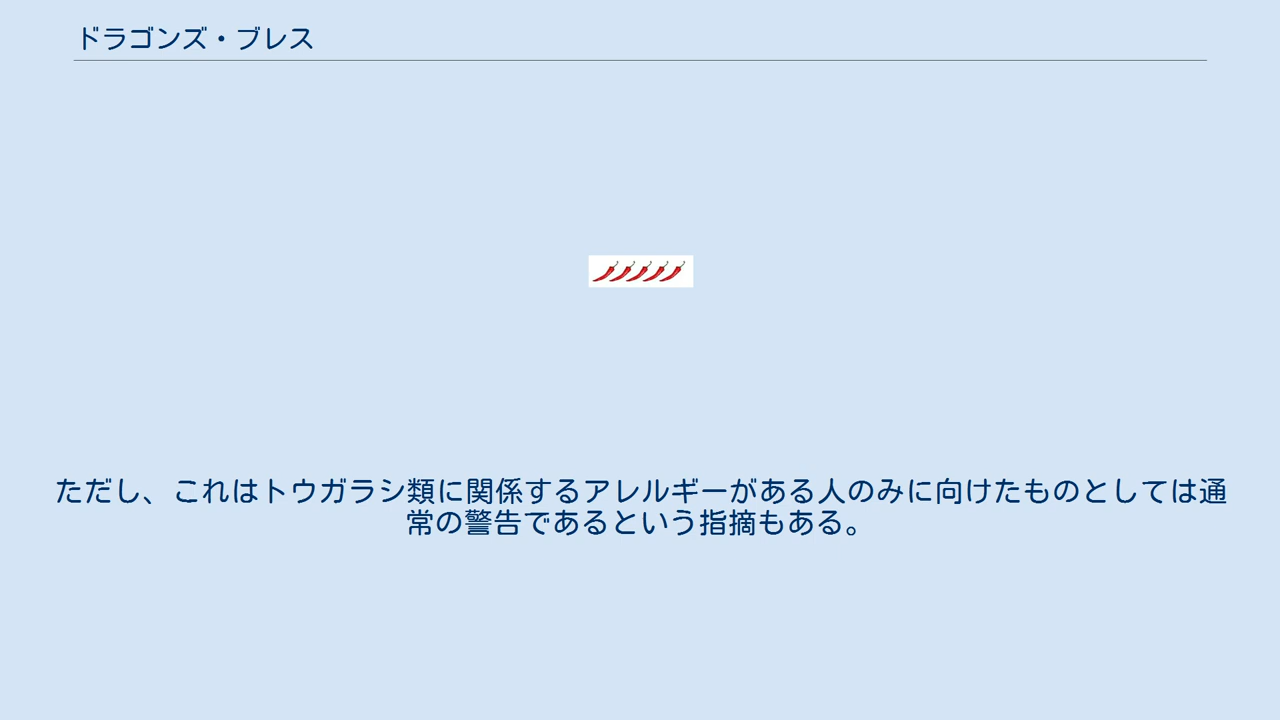 ドラゴンズ・ブレス
ただし、これはトウガラシ類に関係するアレルギーがある人のみに向けたものとしては通
常の警告であるという指摘もある。